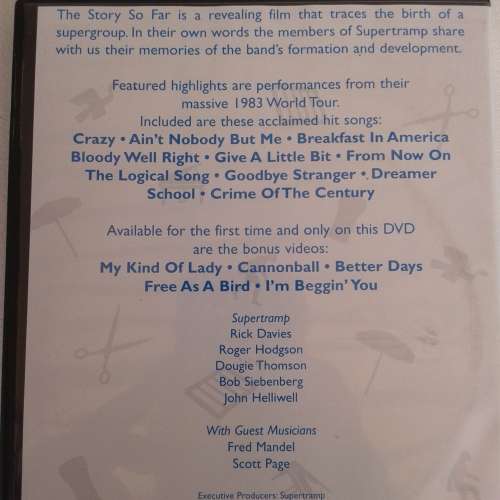 The Story So Far is a revealing film that traces the birth of a
supergroup. In their own words the members of Supertramp share
with us their memories of the band's formation and development.
Featured highlights are performances from their
massive 1983 World Tour.
Included are these acclaimed hit songs:
Crazy • Ain't Nobody But Me • Breakfast In America
Bloody Well Right • Give A Little Bit • From Now On
The Logical Song • Goodbye Stranger • Dreamer
School • Crime Of The Century
Available for the first time and only on this DVD
are the bonus videos:
My Kind Of Lady • Cannonball • Better Days
Free As A Bird • I'm Beggin' You
Supertramp
Rick Davies
Roger Hodgson
Dougie Thomson
Bob Siebenberg
John Helliwell
With Guest Musicians
Fred Mandel
Scott Page
Executive Producers: Supertramp